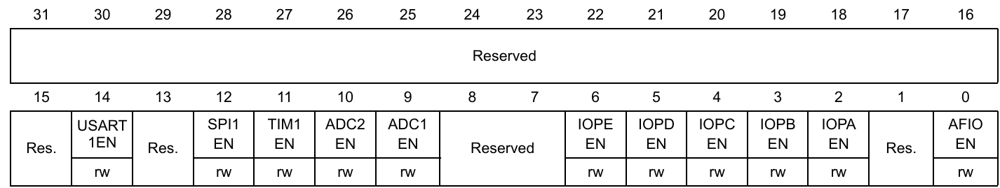 31 30 29 28 27 26 25 24 23 22 21 20 19 18 17 16
Reserved
15 14 13 12 11 10 9 8 7 6 5 4 3 2 1 0
Res. USART 1EN Res. SPI1 EN TIM1 EN ADC2 EN ADC1 EN Reserved IOPE EN IOPD EN IOPC EN IOPB EN IOPA EN Res. AFIO EN
rw rw rw rw rw rw rw rw rw rw rw